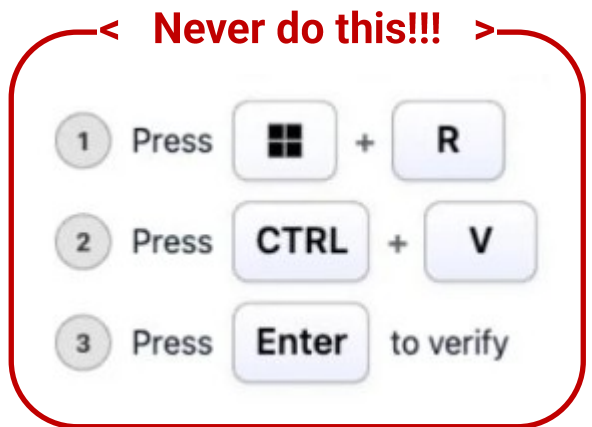 < Never do this!!! >
1 Press + R
2 Press CTRL + V
3 Press Enter to verify